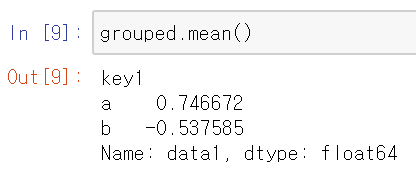 In [9]: grouped.mean()
Out[9]: key1
a    0.746672
b   -0.537585
Name: data1, dtype: float64